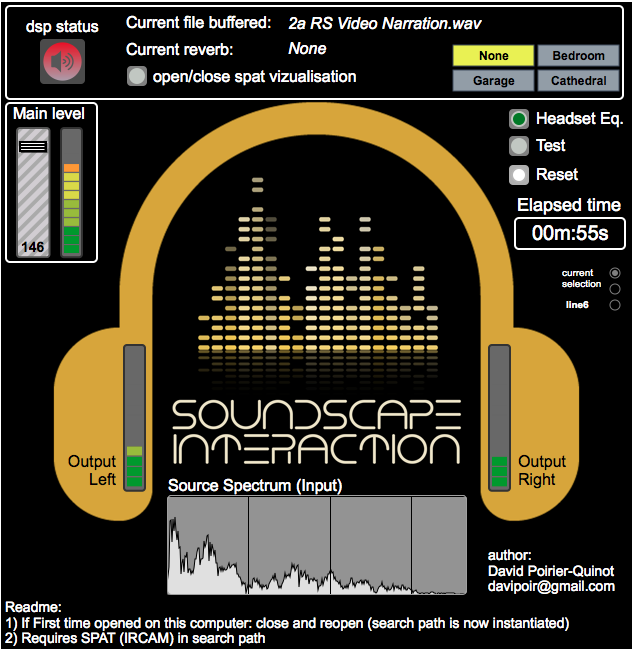 dsp status
Current file buffered: 2a RS Video Narration.wav
Current reverb: None
open/close spat vizualisation
None Bedroom
Garage Cathedral
Main level
146
Headset Eq.
Test
Reset
Elapsed time
00m:55s
current
selection
line6
SOUNDSCAPE
INTERACTION
Output
Left
Output
Right
Source Spectrum (Input)
author:
David Poirier-Quinot
davipoir@gmail.com
Readme:
1) If First time opened on this computer: close and reopen (search path is now instantiated)
2) Requires SPAT (IRCAM) in search path